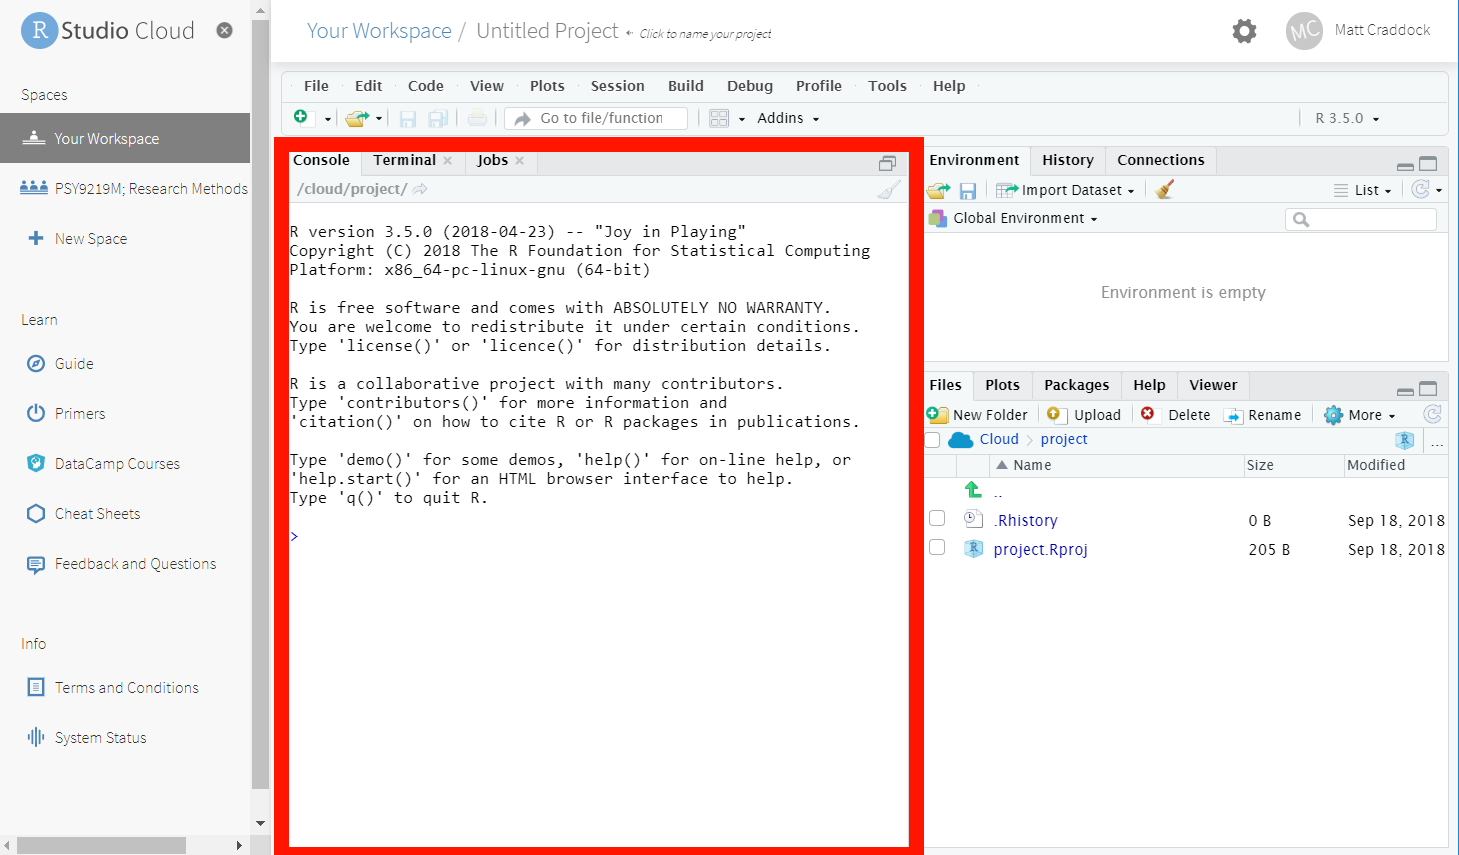 R Studio Cloud
Spaces
Your Workspace
PSY9219M; Research Methods
New Space
Learn
Guide
Primers
DataCamp Courses
Cheat Sheets
Feedback and Questions
Info
Terms and Conditions
System Status
Your Workspace / Untitled Project Click to name your project
MC Matt Craddock
File Edit Code View Plots Session Build Debug Profile Tools Help
Go to file/function Addins R 3.5.0
Console Terminal Jobs
/cloud/project/
R version 3.5.0 (2018-04-23) -- "Joy in Playing"
Copyright (C) 2018 The R Foundation for Statistical Computing
Platform: x86_64-pc-linux-gnu (64-bit)
R is free software and comes with ABSOLUTELY NO WARRANTY.
You are welcome to redistribute it under certain conditions.
Type 'license()' or 'licence()' for distribution details.
R is a collaborative project with many contributors.
Type 'contributors()' for more information and
'citation()' on how to cite R or R packages in publications.
Type 'demo()' for some demos, 'help()' for on-line help, or
'help.start()' for an HTML browser interface to help.
Type 'q()' to quit R.
>
Environment History Connections
Import Dataset List
Global Environment
Environment is empty
Files Plots Packages Help Viewer
New Folder Upload Delete Rename More
Cloud project R ...
Name Size Modified
..
.Rhistory 0 B Sep 18, 2018
R project.Rproj 205 B Sep 18, 2018